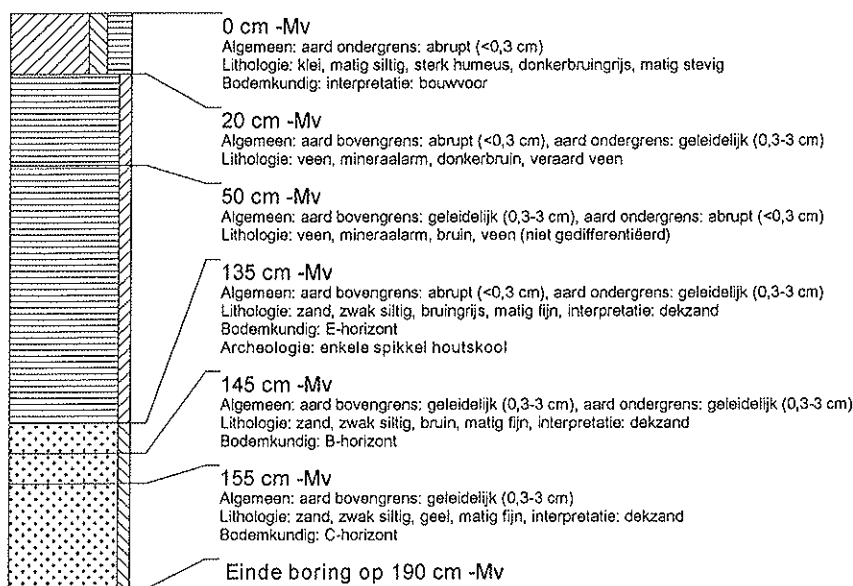 0 cm -Mv
Algemeen: aard ondergrens: abrupt (<0,3 cm)
Lithologie: klei, matig siltig, sterk humeus, donkerbruingrijs, matig stevig
Bodemkundig: interpretatie: bouwvoor
20 cm -Mv
Algemeen: aard bovengrens: abrupt (<0,3 cm), aard ondergrens: geleidelijk (0,3-3 cm)
Lithologie: veen, mineraalarm, donkerbruin, veraard veen
50 cm -Mv
Algemeen: aard bovengrens: geleidelijk (0,3-3 cm), aard ondergrens: abrupt (<0,3 cm)
Lithologie: veen, mineraalarm, bruin, veen (niet gedifferentiëerd)
135 cm -Mv
Algemeen: aard bovengrens: abrupt (<0,3 cm), aard ondergrens: geleidelijk (0,3-3 cm)
Lithologie: zand, zwak siltig, bruingrijs, matig fijn, interpretatie: dekzand
Bodemkundig: E-horizont
Archeologie: enkele spikkel houtskool
145 cm -Mv
Algemeen: aard bovengrens: geleidelijk (0,3-3 cm), aard ondergrens: geleidelijk (0,3-3 cm)
Lithologie: zand, zwak siltig, bruin, matig fijn, interpretatie: dekzand
Bodemkundig: B-horizont
155 cm -Mv
Algemeen: aard bovengrens: geleidelijk (0,3-3 cm)
Lithologie: zand, zwak siltig, geel, matig fijn, interpretatie: dekzand
Bodemkundig: C-horizont
Einde boring op 190 cm -Mv